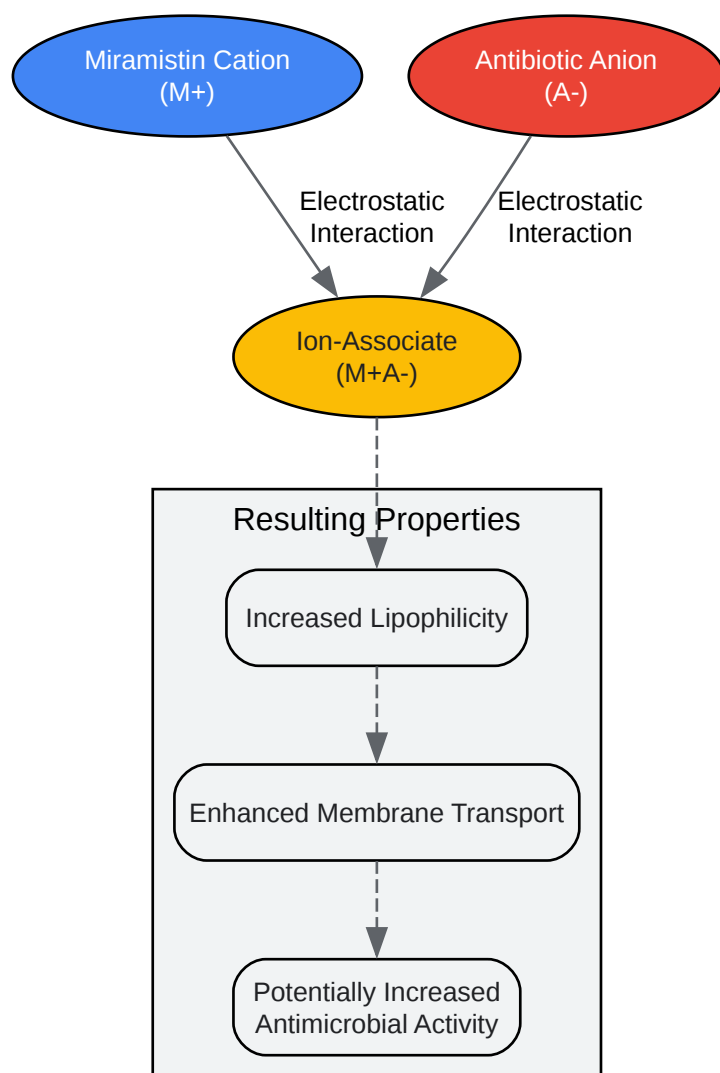 Miramistin Cation
(M+)
Antibiotic Anion
(A-)
Electrostatic
Interaction
Electrostatic
Interaction
Ion-Associate
(M+A-)
Resulting Properties
Increased Lipophilicity
Enhanced Membrane Transport
Potentially Increased
Antimicrobial Activity